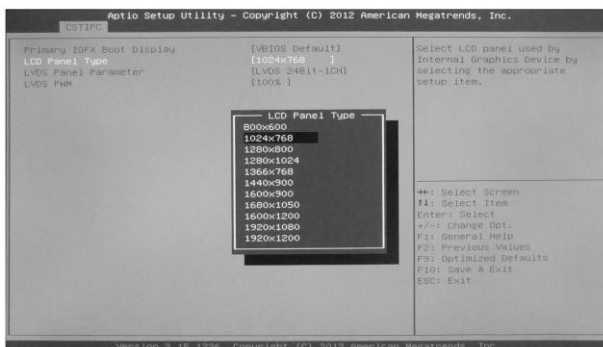 Aptio Setup Utility – Copyright (C) 2012 American Megatrends, Inc.
CSTIPC
Primary IGFX Boot Display [VBIOS Default]
LCD Panel Type [1024x768 ]
LVDS Panel Parameter [LVDS 24Bit-1CH]
LVDS PWM [100% ]
Select LCD panel used by
Internal Graphics Device by
selecting the appropriate
setup item.
LCD Panel Type
800x600
1024x768
1280x800
1280x1024
1366x768
1440x900
1600x900
1680x1050
1600x1200
1920x1080
1920x1200
→←: Select Screen
↑↓: Select Item
Enter: Select
+/-: Change Opt.
F1: General Help
F2: Previous Values
F9: Optimized Defaults
F10: Save & Exit
ESC: Exit
Version 2.15.1236. Copyright (C) 2012 American Megatrends, Inc.